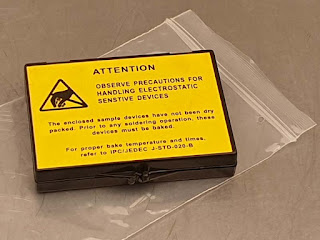 ATTENTION
OBSERVE PRECAUTIONS FOR
HANDLING ELECTROSTATIC
SENSTIVE DEVICES
The enclosed sample devices have not been dry
packed. Prior to any soldering operation, these
devices must be baked.
For proper bake temperature and times,
refer to IPC/JEDEC J-STD-020-B